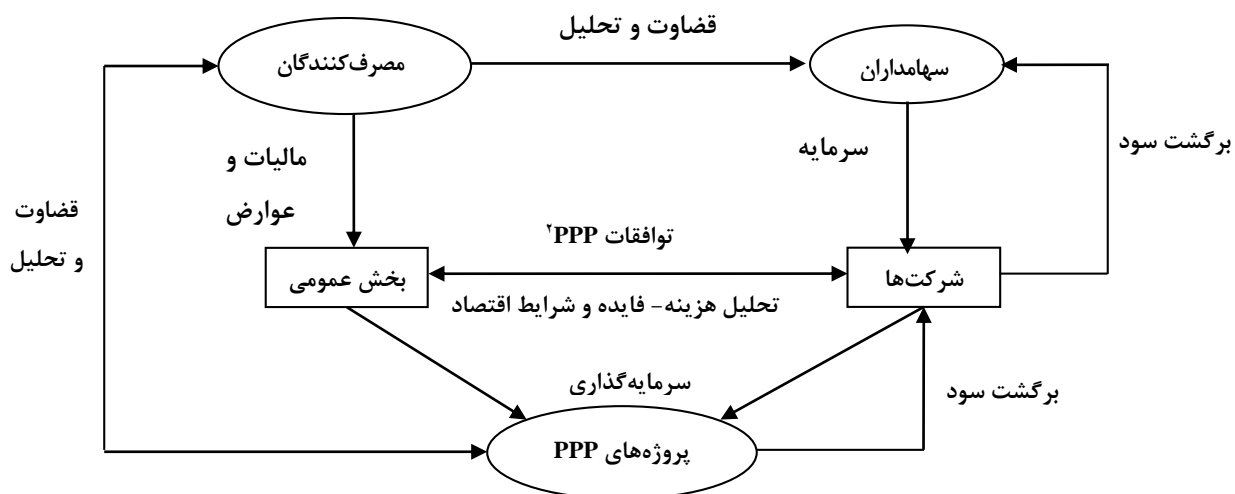 قضاوت و تحلیل
سهامداران
مصرف‌کنندگان
برگشت سود
سرمایه
مالیات و
عوارض
قضاوت
و تحلیل
توافقات PPP۲
شرکت‌ها
بخش عمومی
تحلیل هزینه- فایده و شرایط اقتصاد
سرمایه‌گذاری
برگشت سود
پروژه‌های PPP